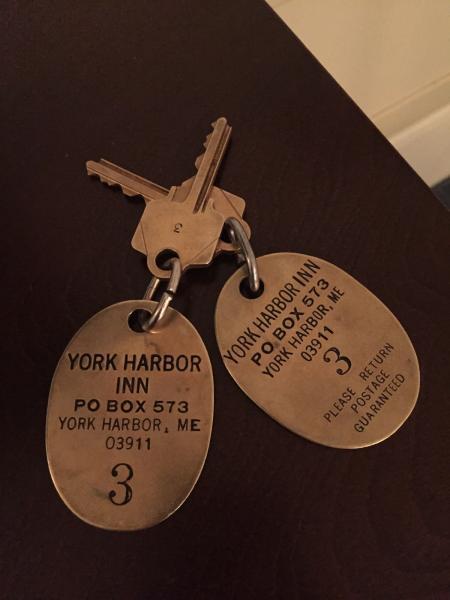 3
YORK HARBOR
INN
PO BOX 573
YORK HARBOR, ME
03911
3
YORK HARBOR INN
PO BOX 573
YORK HARBOR, ME
03911
3
PLEASE RETURN
POSTAGE
GUARANTEED